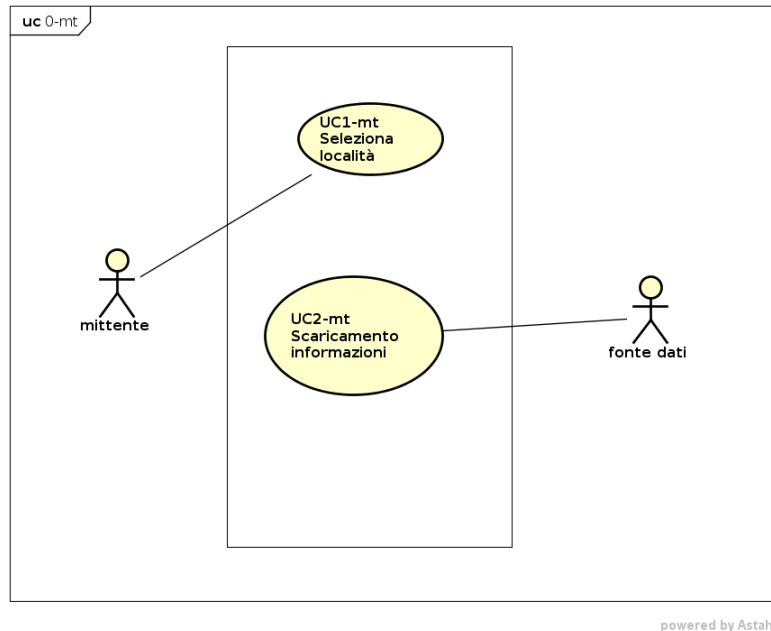 uc 0-mt
UC1-mt
Seleziona
località
mittente
UC2-mt
Scaricamento
informazioni
fonte dati
powered by Astah